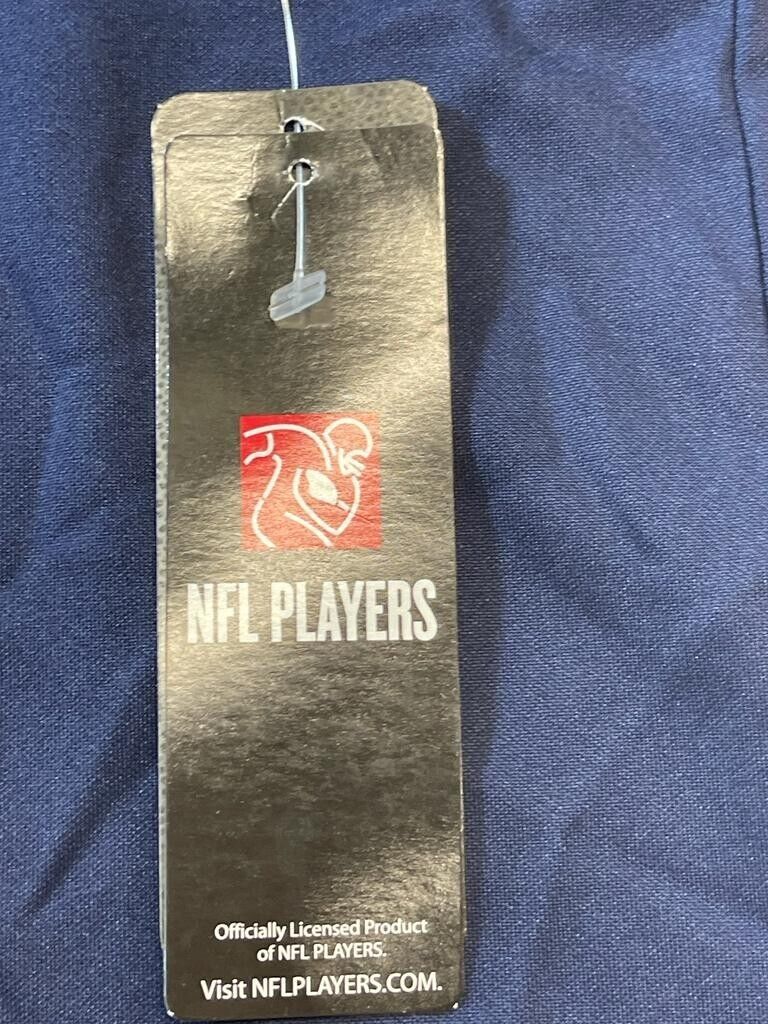 NFL PLAYERS
Officially Licensed Product
of NFL PLAYERS.
Visit NFLPLAYERS.COM.